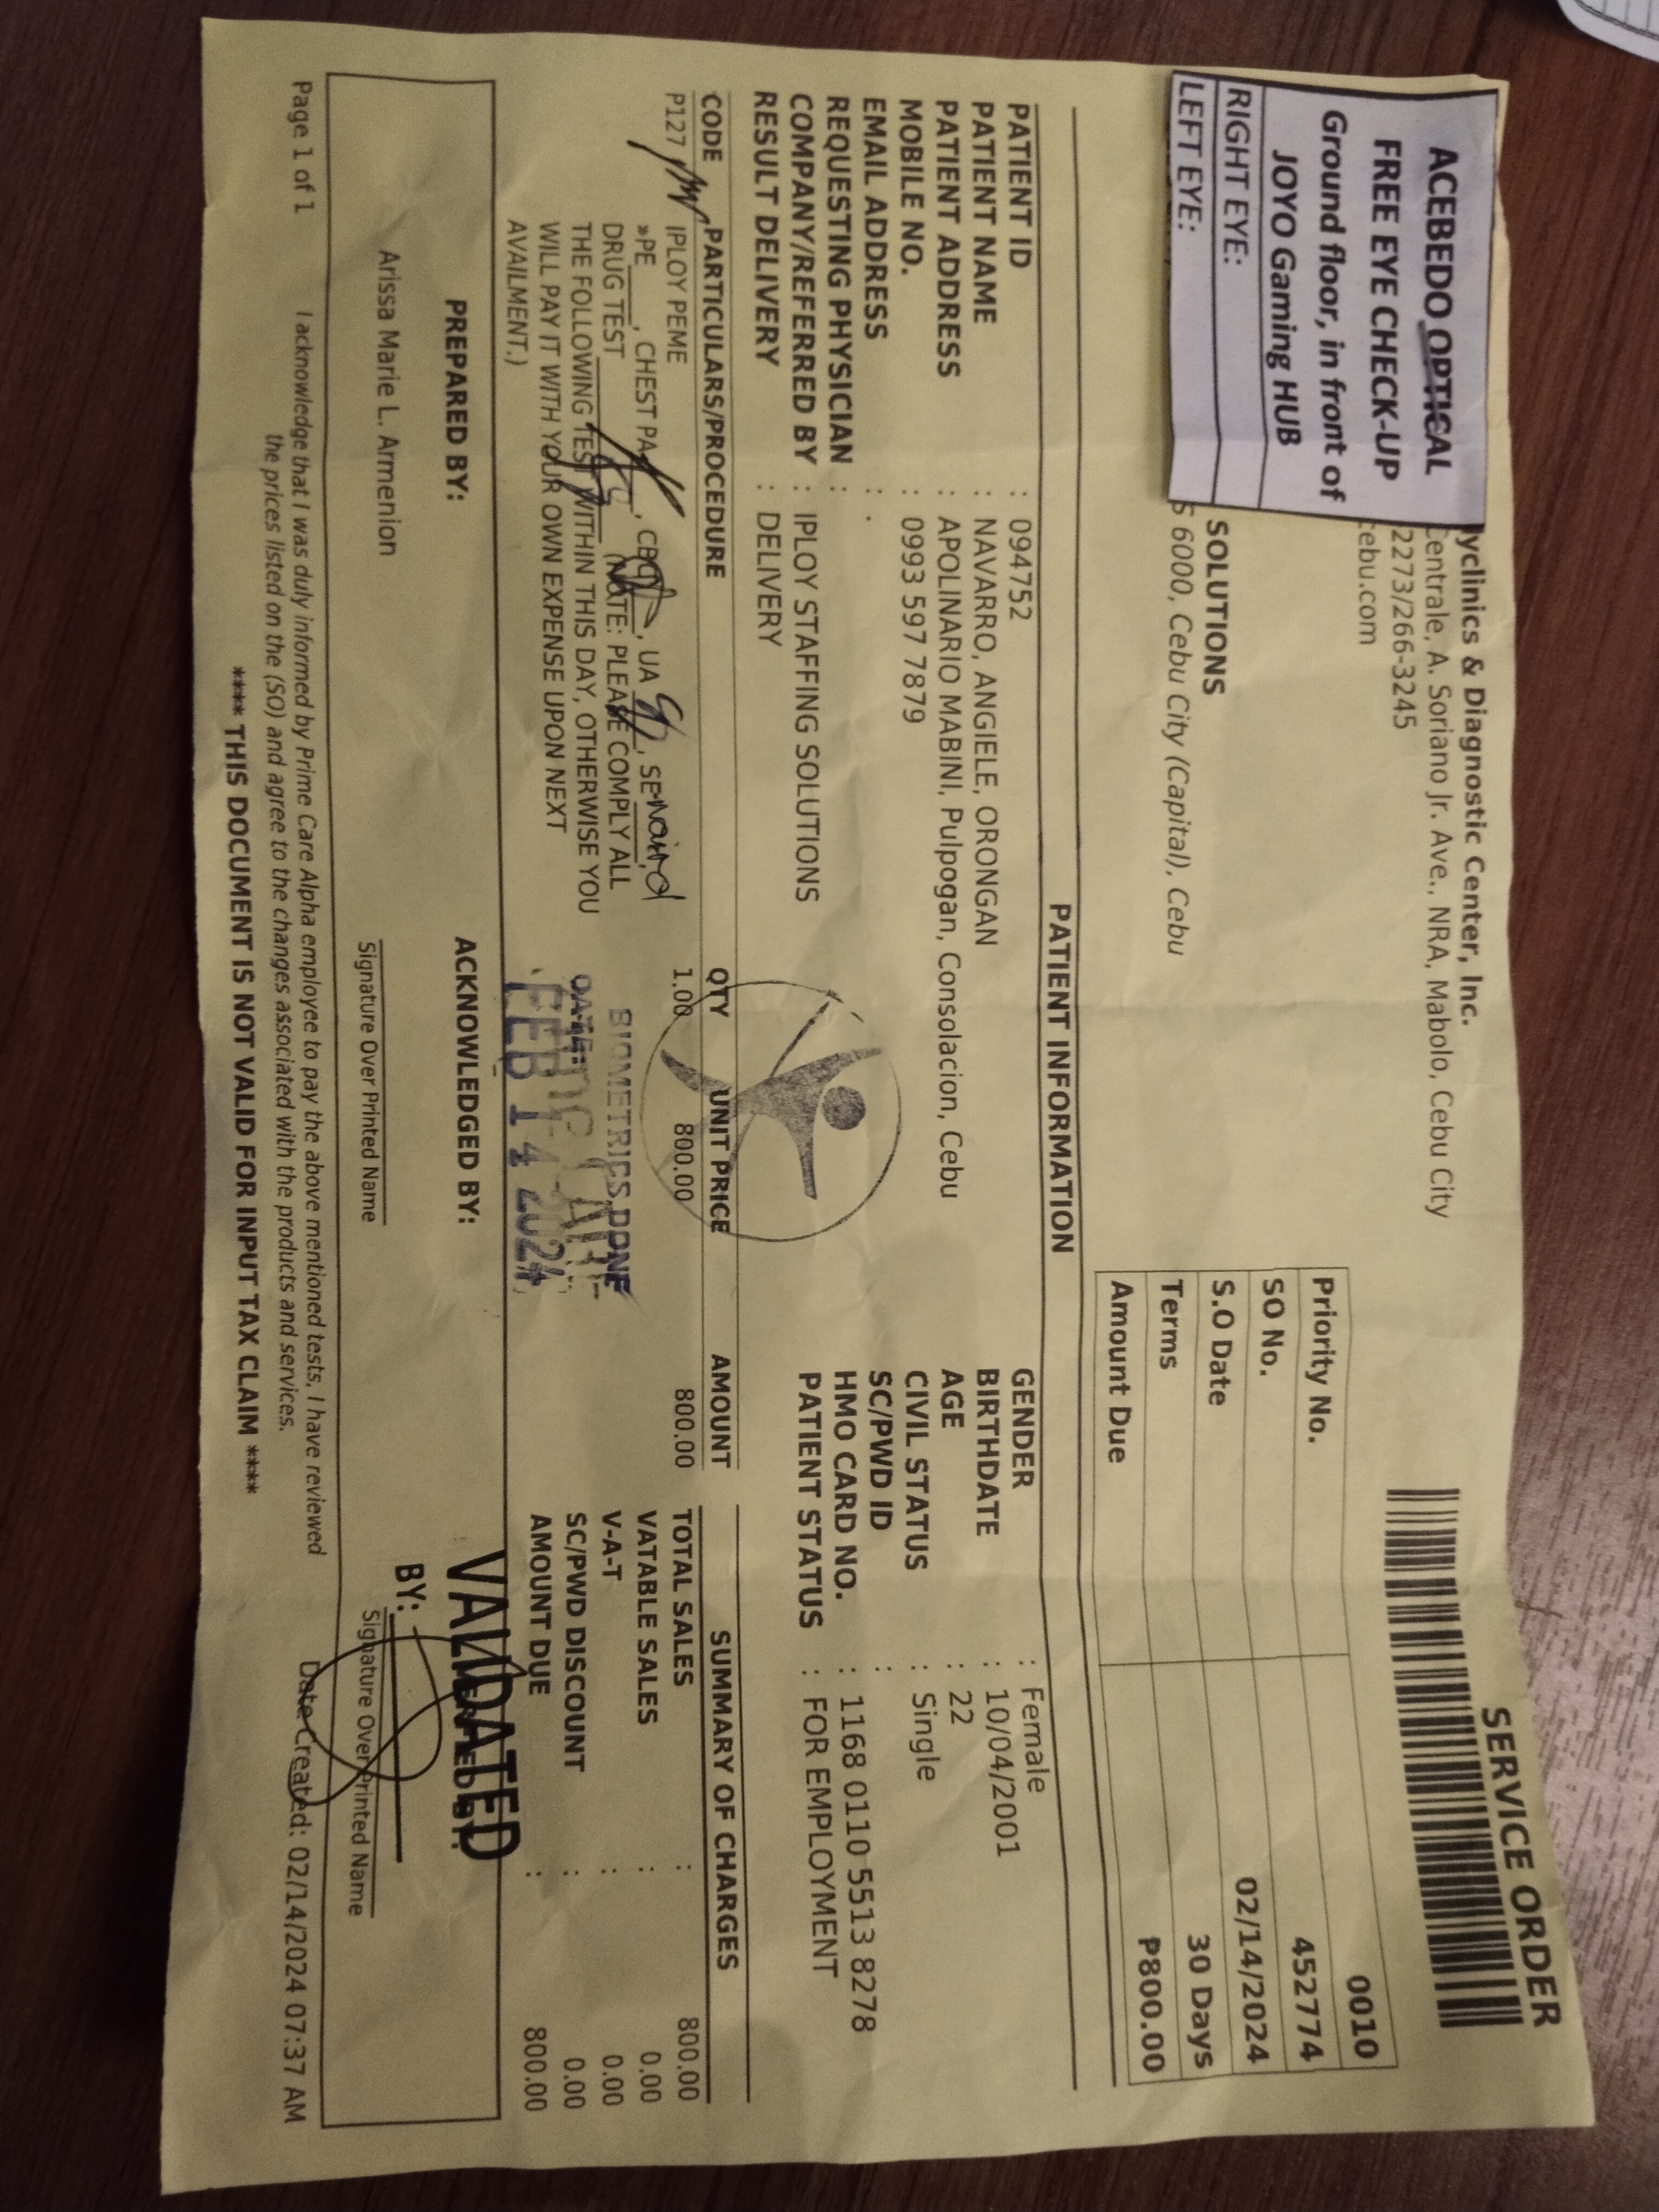 SERVICE ORDER
ACEBEDO OPTICAL
FREE EYE CHECK-UP
Ground floor, in front of
JOYO Gaming HUB
RIGHT EYE:
LEFT EYE:
yclinics & Diagnostic Center, Inc.
entrale, A. Soriano Jr. Ave., NRA, Mabolo, Cebu City
2273/266-3245
cebu.com
SOLUTIONS
6000, Cebu City (Capital), Cebu
Priority No. 0010
SO No. 4527774
S.O Date 02/14/2024
Terms 30 Days
Amount Due ₱800.00
PATIENT INFORMATION
PATIENT ID : 094752 GENDER : Female
PATIENT NAME : NAVARRO, ANGIELE, ORONGAN BIRTHDATE : 10/04/2001
PATIENT ADDRESS : APOLINARIO MABINI, Pulpogan, Consolacion, Cebu AGE : 22
MOBILE NO. : 0993 597 7879 CIVIL STATUS : Single
EMAIL ADDRESS : . SC/PWD ID :
REQUESTING PHYSICIAN : HMO CARD NO. : 1168 0110 5513 8278
COMPANY/REFERRED BY : IPLOY STAFFING SOLUTIONS PATIENT STATUS : FOR EMPLOYMENT
RESULT DELIVERY : DELIVERY
CODE PARTICULARS/PROCEDURE QTY UNIT PRICE AMOUNT SUMMARY OF CHARGES
P127 IPLOY PEME 1.00 800.00 800.00 TOTAL SALES : 800.00
»PE , CHEST PA , , UA , VATABLE SALES : 0.00
DRUG TEST (NOTE: PLEASE COMPLY ALL BIOMETRICS DONE V-A-T : 0.00
THE FOLLOWING TEST WITHIN THIS DAY, OTHERWISE YOU DATE: SC/PWD DISCOUNT : 0.00
WILL PAY IT WITH YOUR OWN EXPENSE UPON NEXT FEB 14 2024 AMOUNT DUE : 800.00
AVAILMENT.)
PREPARED BY: ACKNOWLEDGED BY: VALIDATED
BY:
Arissa Marie L. Armenion
Signature Over Printed Name Signature Over Printed Name
Page 1 of 1 I acknowledge that I was duly informed by Prime Care Alpha employee to pay the above mentioned tests, I have reviewed Date Created: 02/14/2024 07:37 AM
the prices listed on the (SO) and agree to the changes associated with the products and services.
**** THIS DOCUMENT IS NOT VALID FOR INPUT TAX CLAIM ****